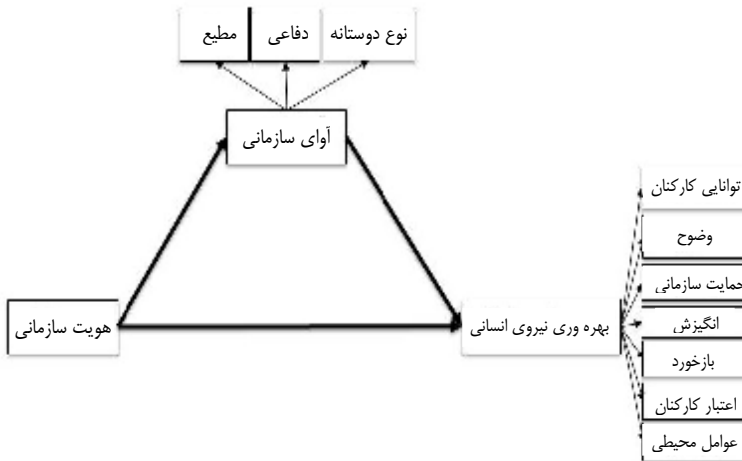 نوع دوستانه
دفاعی
مطیع
آوای سازمانی
توانایی کارکنان
وضوح
حمایت سازمانی
انگیزش
بازخورد
اعتبار کارکنان
عوامل محیطی
بهره وری نیروی انسانی
هویت سازمانی